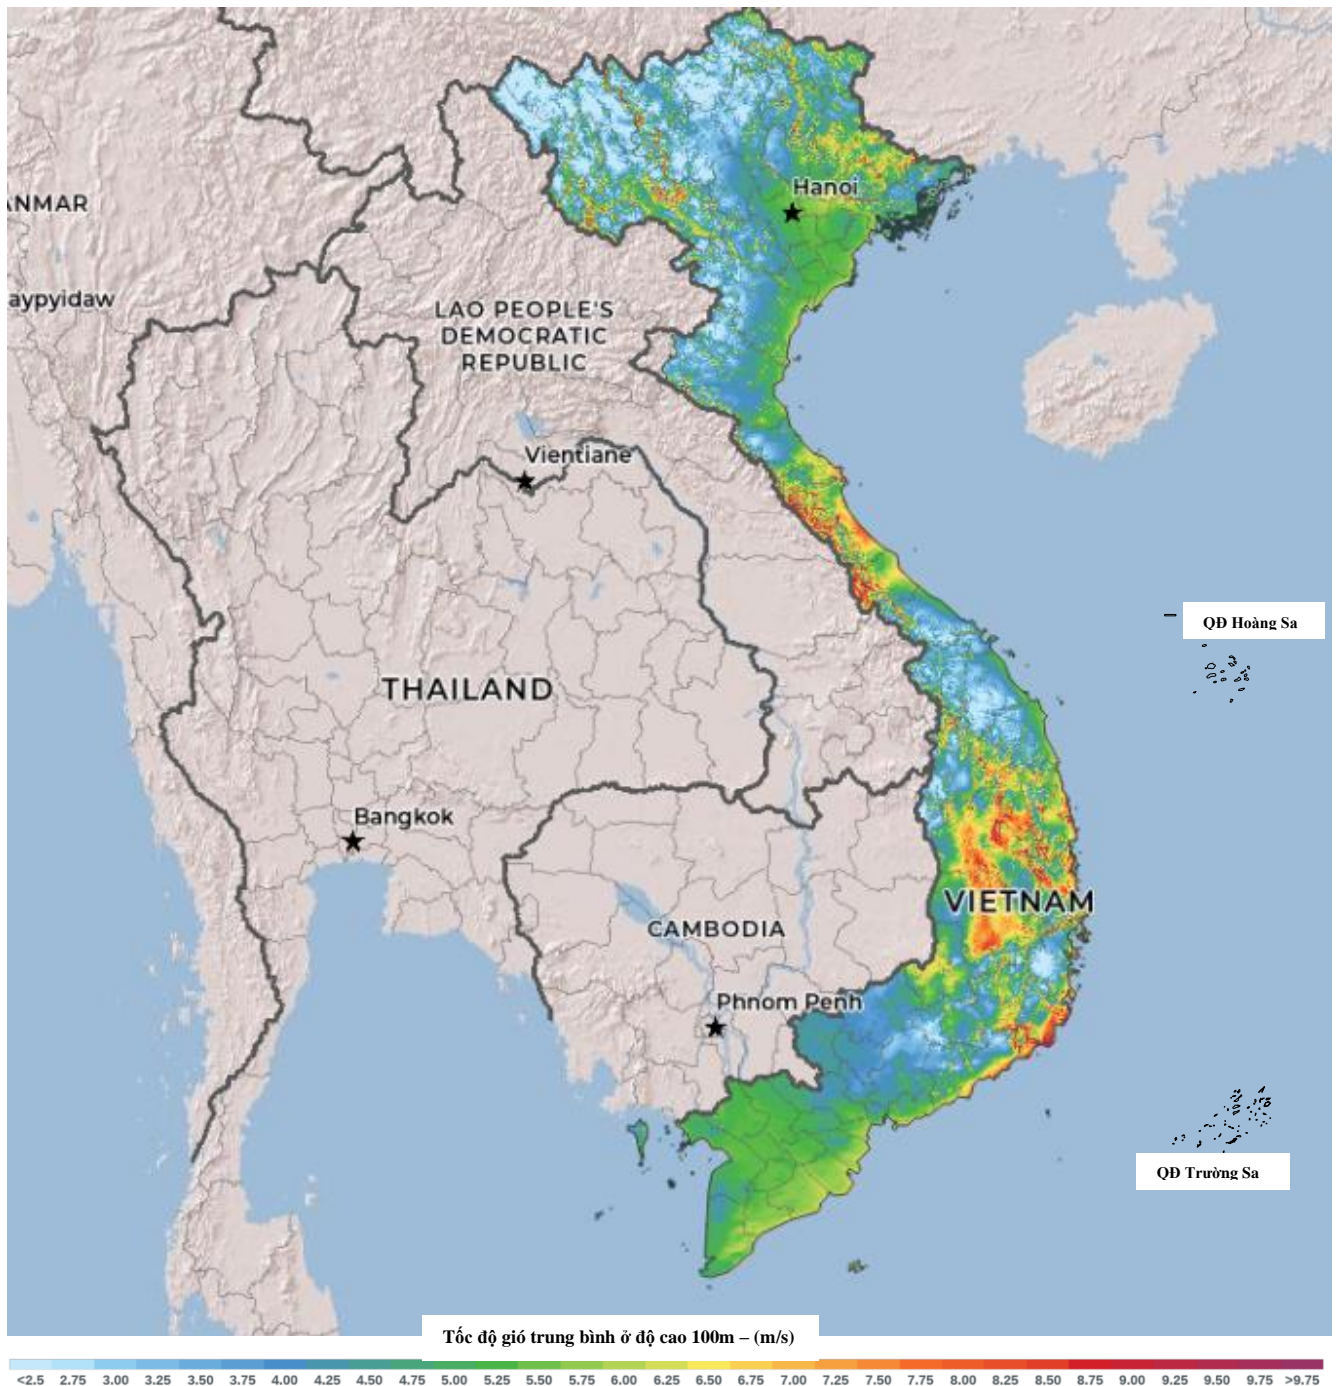 Hanoi
ANMAR
aypyidaw
LAO PEOPLE'S
DEMOCRATIC
REPUBLIC
Vientiane
QĐ Hoàng Sa
THAILAND
Bangkok
VIETNAM
CAMBODIA
Phnom Penh
QĐ Trường Sa
Tốc độ gió trung bình ở độ cao 100m – (m/s)
<2.5 2.75 3.00 3.25 3.50 3.75 4.00 4.25 4.50 4.75 5.00 5.25 5.50 5.75 6.00 6.25 6.50 6.75 7.00 7.25 7.50 7.75 8.00 8.25 8.50 8.75 9.00 9.25 9.50 9.75 >9.75